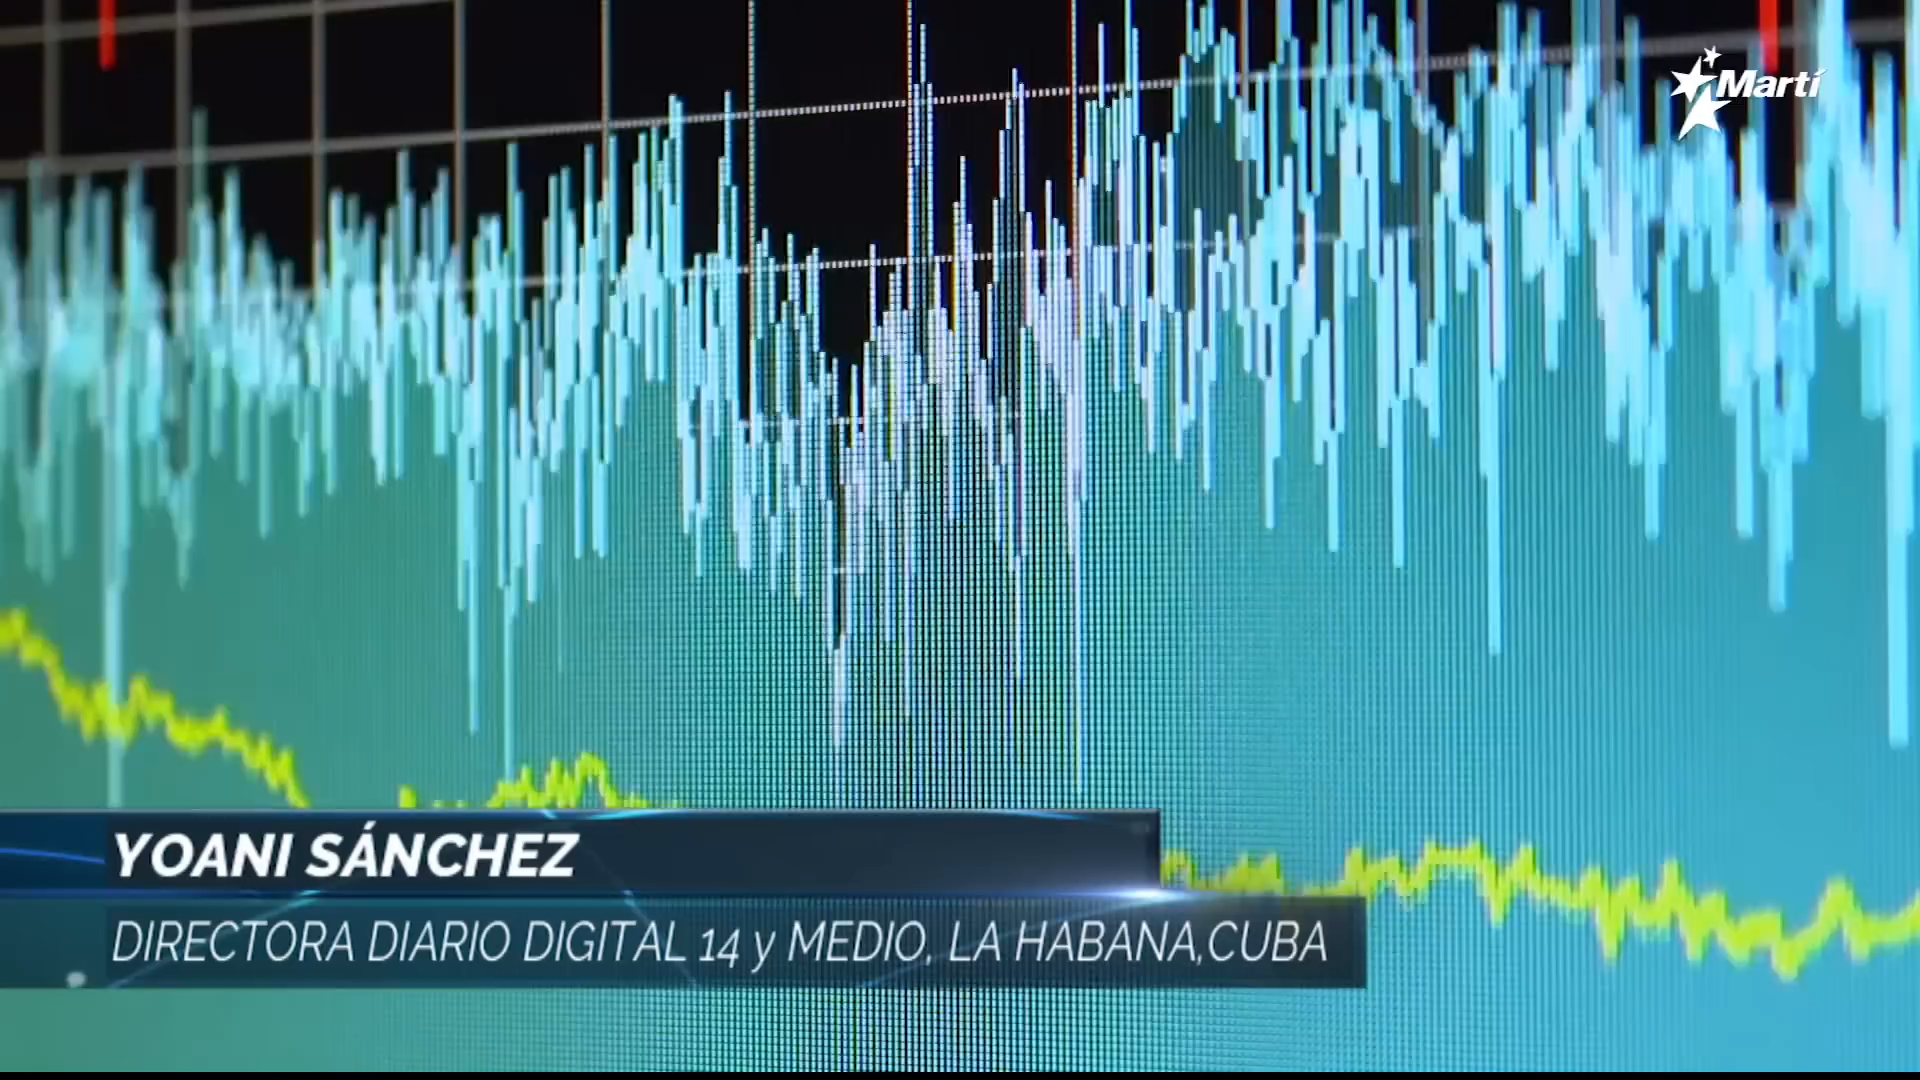 Martí
YOANI SÁNCHEZ
DIRECTORA DIARIO DIGITAL 14 y MEDIO, LA HABANA,CUBA